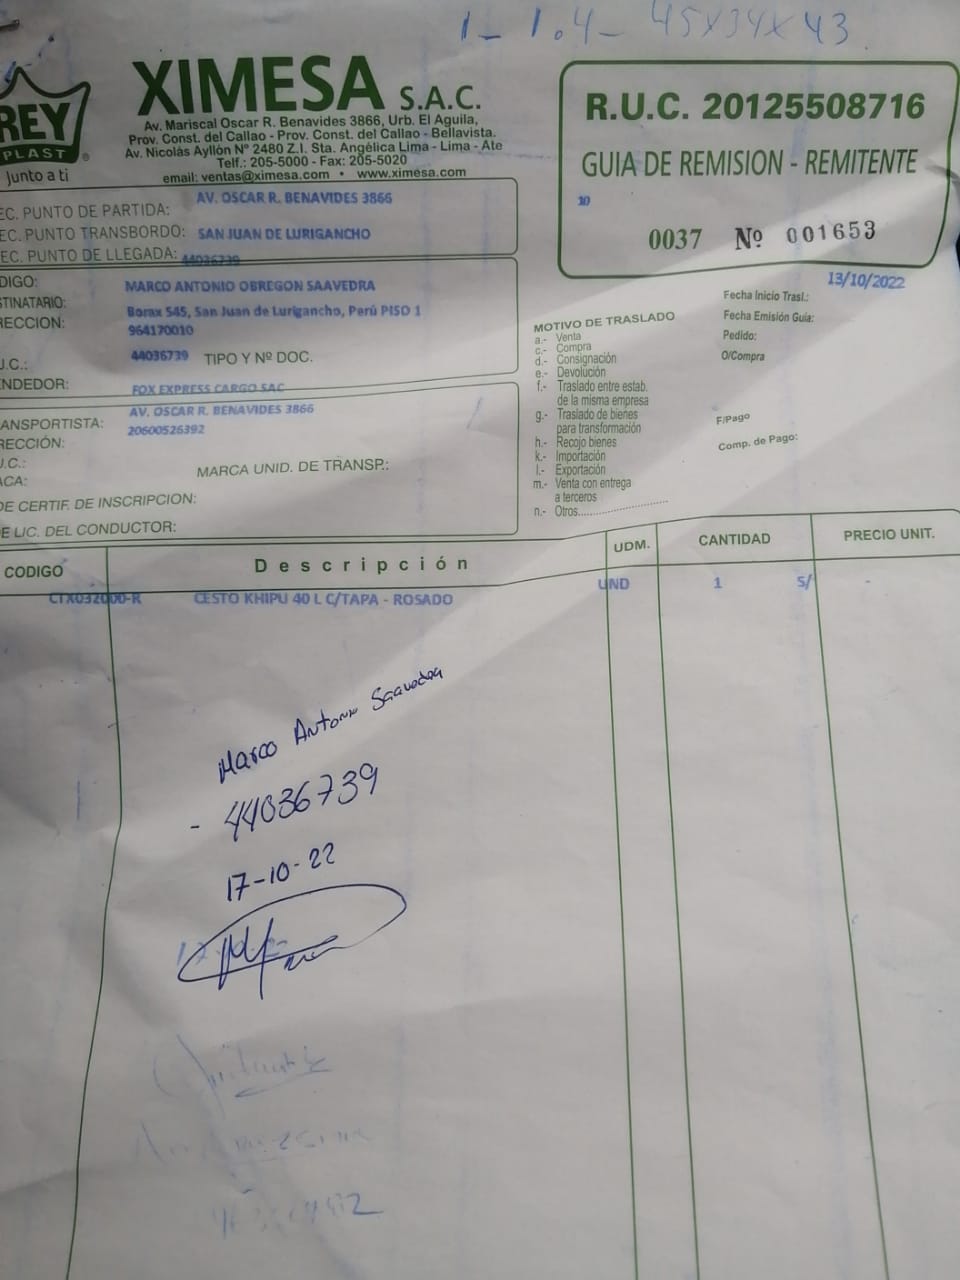 1 - 1.4 - 45x34x43
REY
PLAST
Junto a ti
XIMESA S.A.C.
Av. Mariscal Oscar R. Benavides 3866, Urb. El Aguila,
Prov. Const. del Callao - Prov. Const. del Callao - Bellavista.
Av. Nicolás Ayllón Nº 2480 Z.I. Sta. Angélica Lima - Lima - Ate
Telf.: 205-5000 - Fax: 205-5020
email: ventas@ximesa.com • www.ximesa.com
R.U.C. 20125508716
GUIA DE REMISION - REMITENTE
10
0037 Nº 001653
EC. PUNTO DE PARTIDA: AV. OSCAR R. BENAVIDES 3866
EC. PUNTO TRANSBORDO: SAN JUAN DE LURIGANCHO
EC. PUNTO DE LLEGADA: 44036739
DIGO: MARCO ANTONIO OBREGON SAAVEDRA
STINATARIO: Borax 545, San Juan de Lurigancho, Perú PISO 1
RECCION: 964170010
.U.C.: 44036739 TIPO Y Nº DOC.
ENDEDOR: FOX EXPRESS CARGO SAC
AV. OSCAR R. BENAVIDES 3866
ANSPORTISTA: 20600526392
RECCIÓN:
.U.C.:
ACA: MARCA UNID. DE TRANSP.:
DE CERTIF. DE INSCRIPCION:
DE LIC. DEL CONDUCTOR:
MOTIVO DE TRASLADO
a.- Venta
c.- Compra
d.- Consignación
e.- Devolución
f.- Traslado entre estab.
de la misma empresa
g.- Traslado de bienes
para transformación
h.- Recojo bienes
k.- Importación
l.- Exportación
m.- Venta con entrega
a terceros
n.- Otros
13/10/2022
Fecha Inicio Trasl.:
Fecha Emisión Guía:
Pedido:
O/Compra
F/Pago
Comp. de Pago:
CODIGO Descripción UDM. CANTIDAD PRECIO UNIT.
CTX032000-R CESTO KHIPU 40 L C/TAPA - ROSADO UND 1 S/ -
Marco Antonio Saavedra
- 44036739
17-10-22